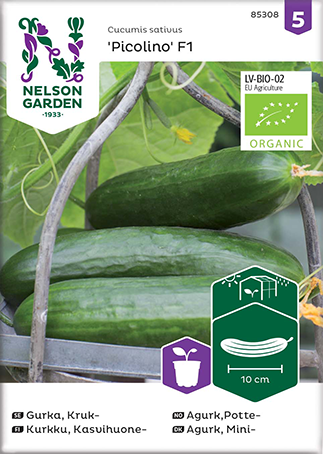 85308
5
Cucumis sativus
'Picolino' F1
NELSON
GARDEN
·1933·
LV-BIO-02
EU Agriculture
ORGANIC
10 cm
SE Gurka, Kruk-
FI Kurkku, Kasvihuone-
NO Agurk,Potte-
DK Agurk, Mini-